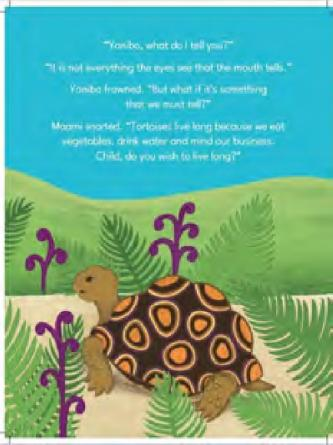 "Yaniba, what do I tell you?"
"It is not everything the eyes see that the mouth tells."
Yaniba frowned. "But what if it's something
that we must tell?"
Maami snorted. "Tortoises live long because we eat
vegetables, drink water and mind our business.
Child, do you wish to live long?"